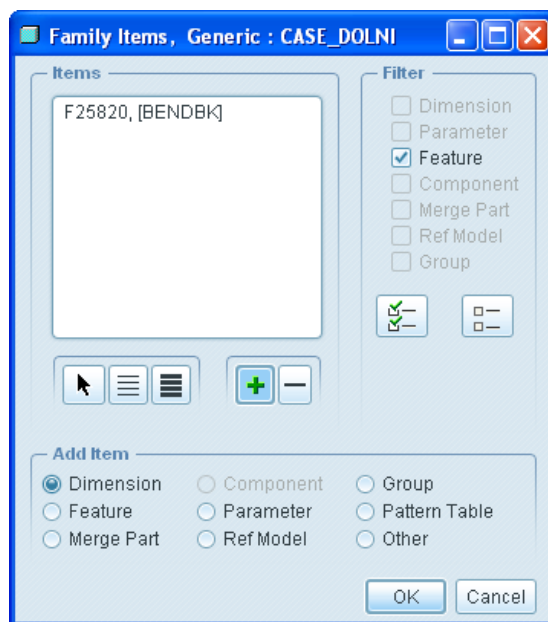 Family Items, Generic : CASE_DOLNI
Items
F25820, [BENDBK]
Filter
Dimension
Parameter
Feature
Component
Merge Part
Ref Model
Group
Add Item
Dimension
Component
Group
Feature
Parameter
Pattern Table
Merge Part
Ref Model
Other
OK
Cancel